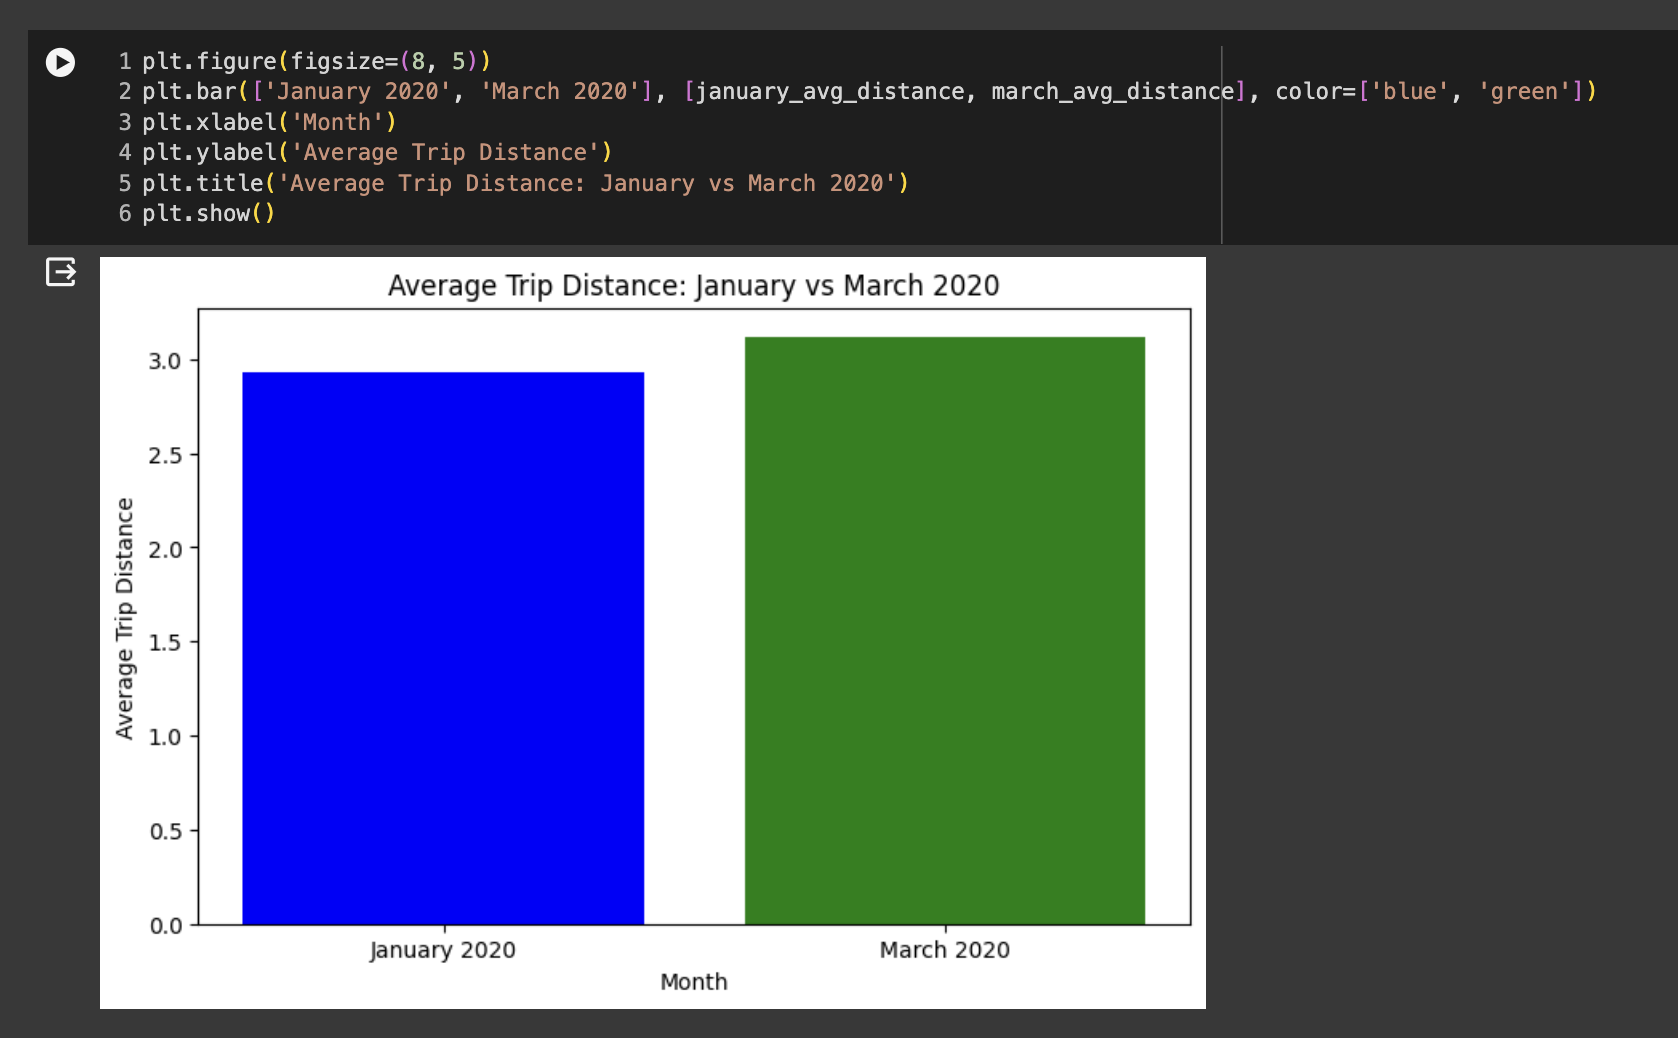 1 plt.figure(figsize=(8, 5))
2 plt.bar(['January 2020', 'March 2020'], [january_avg_distance, march_avg_distance], color=['blue', 'green'])
3 plt.xlabel('Month')
4 plt.ylabel('Average Trip Distance')
5 plt.title('Average Trip Distance: January vs March 2020')
6 plt.show()
Average Trip Distance: January vs March 2020
3.0
2.5
2.0
1.5
1.0
0.5
0.0
Average Trip Distance
January 2020 March 2020
Month